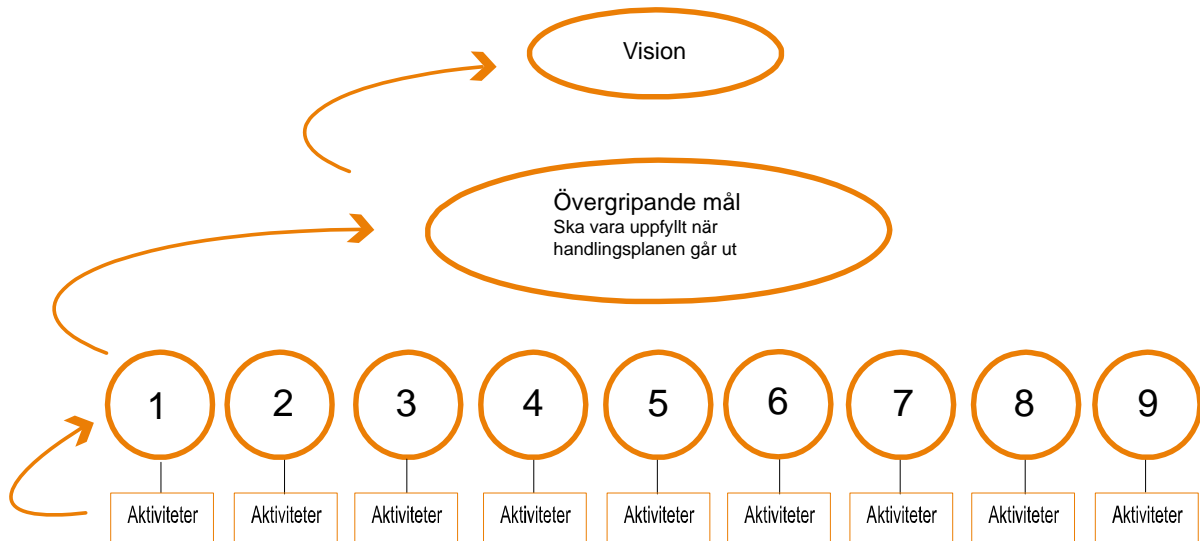 Vision
Övergripande mål
Ska vara uppfyllt när
handlingsplanen går ut
1 2 3 4 5 6 7 8 9
Aktiviteter Aktiviteter Aktiviteter Aktiviteter Aktiviteter Aktiviteter Aktiviteter Aktiviteter Aktiviteter